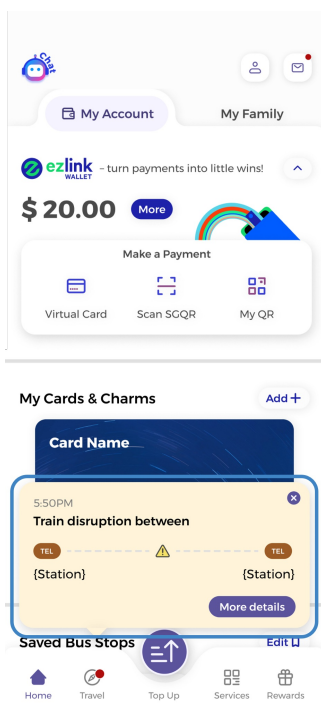 Chat
My Account
My Family
ezlink – turn payments into little wins!
WALLET
$ 20.00 More
Make a Payment
Virtual Card Scan SGQR My QR
My Cards & Charms Add +
Card Name
5:50PM
Train disruption between
TEL TEL
{Station} {Station}
More details
Saved Bus Stops Edit
Home Travel Top Up Services Rewards